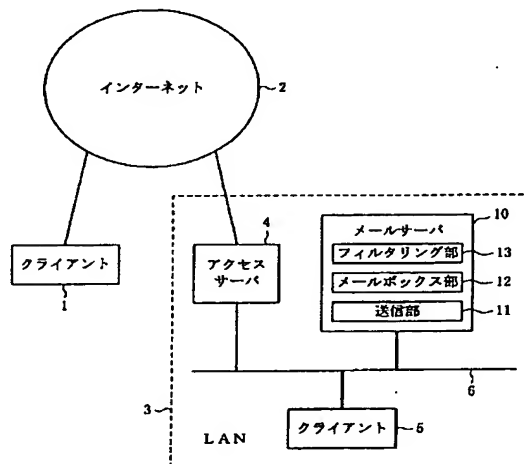 インターネット
2
クライアント
1
4
アクセス
サーバ
10
メールサーバ
フィルタリング部
13
メールボックス部
12
送信部
11
6
3
LAN
クライアント
5